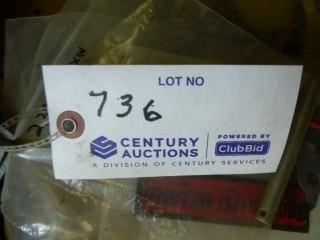 LOT NO
736
CENTURY AUCTIONS
POWERED BY
ClubBid
A DIVISION OF CENTURY SERVICES